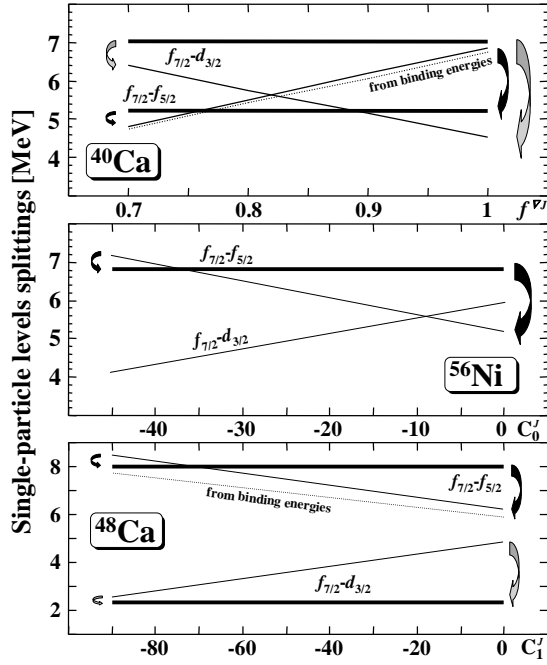 Single-particle levels splittings [MeV]
7
6
5
4
f7/2-d3/2
f7/2-f5/2
from binding energies
40Ca
0.7 0.8 0.9 1 f∇J
7
6
5
4
f7/2-f5/2
f7/2-d3/2
56Ni
-40 -30 -20 -10 0 C0J
8
6
4
2
f7/2-f5/2
from binding energies
48Ca
f7/2-d3/2
-80 -60 -40 -20 0 C1J